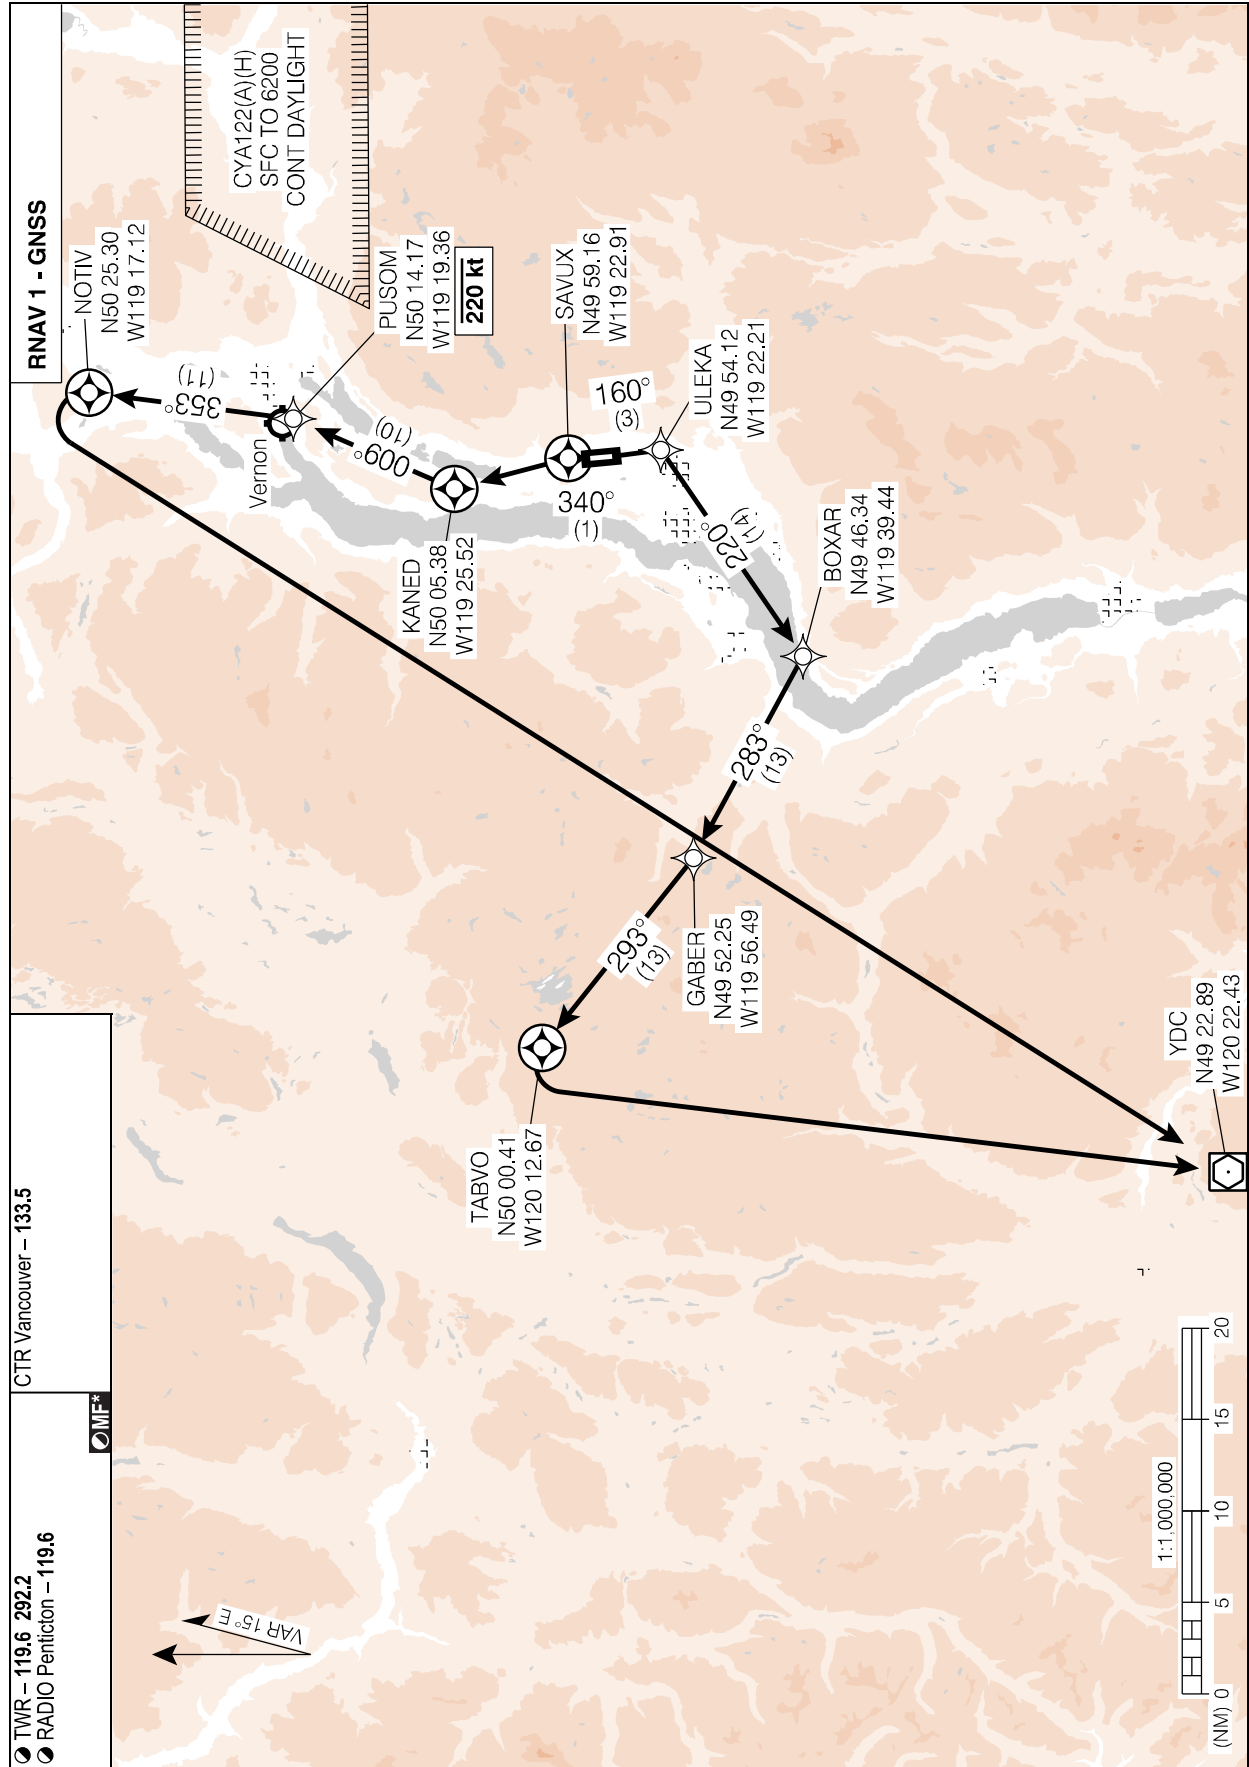 TWR – 119.6 292.2
RADIO Penticton – 119.6
MF*
CTR Vancouver – 133.5
RNAV 1 - GNSS
NOTIV
N50 25.30
W119 17.12
CYA122(A)(H)
SFC TO 6200
CONT DAYLIGHT
353°
(11)
Vernon
PUSOM
N50 14.17
W119 19.36
220 kt
009°
(10)
KANED
N50 05.38
W119 25.52
SAVUX
N49 59.16
W119 22.91
340°
(1)
160°
(3)
ULEKA
N49 54.12
W119 22.21
220°
(14)
BOXAR
N49 46.34
W119 39.44
283°
(13)
GABER
N49 52.25
W119 56.49
293°
(13)
TABVO
N50 00.41
W120 12.67
YDC
N49 22.89
W120 22.43
VAR 15° E
1:1,000,000
(NM) 0 5 10 15 20